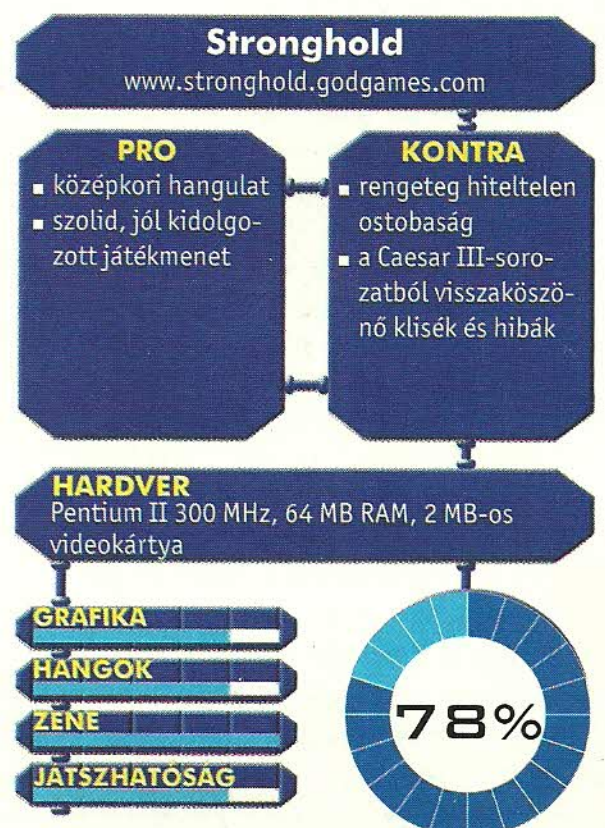 Stronghold
www.stronghold.godgames.com
PRO
▪ középkori hangulat
▪ szolid, jól kidolgo-
zott játékmenet
KONTRA
▪ rengeteg hiteltelen
ostobaság
▪ a Caesar III-soro-
zatból visszaköszö-
nő klisék és hibák
HARDVER
Pentium II 300 MHz, 64 MB RAM, 2 MB-os
videokártya
GRAFIKA
HANGOK
ZENE
JÁTSZHATÓSÁG
78%